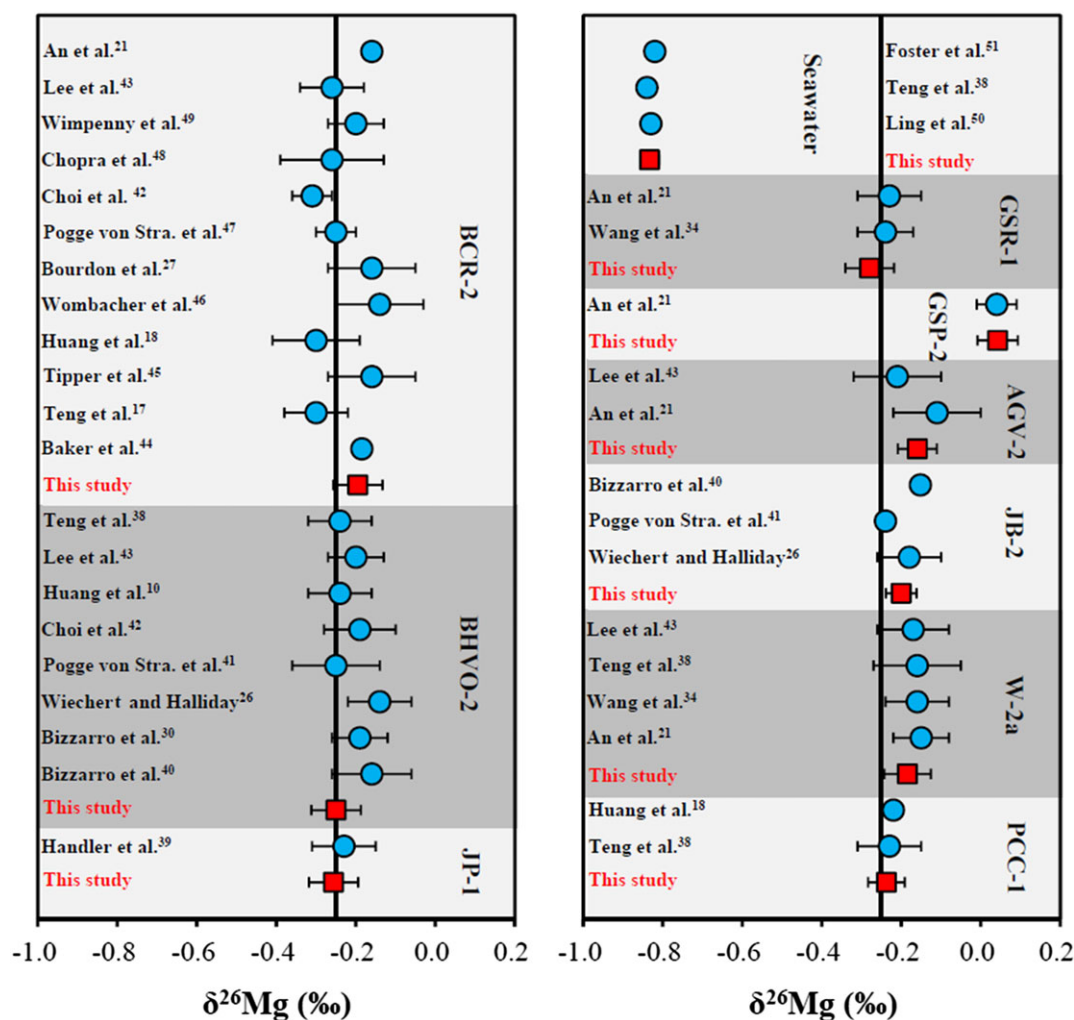 An et al.²¹
Lee et al.⁴³
Wimpenny et al.⁴⁹
Chopra et al.⁴⁸
Choi et al. ⁴²
Pogge von Stra. et al.⁴⁷
Bourdon et al.²⁷
Wombacher et al.⁴⁶
Huang et al.¹⁸
Tipper et al.⁴⁵
Teng et al.¹⁷
Baker et al.⁴⁴
This study
BCR-2
Teng et al.³⁸
Lee et al.⁴³
Huang et al.¹⁰
Choi et al.⁴²
Pogge von Stra. et al.⁴¹
Wiechert and Halliday²⁶
Bizzarro et al.³⁰
Bizzarro et al.⁴⁰
This study
BHVO-2
Handler et al.³⁹
This study
JP-1
-1.0 -0.8 -0.6 -0.4 -0.2 0.0 0.2
δ²⁶Mg (‰)
Seawater
Foster et al.⁵¹
Teng et al.³⁸
Ling et al.⁵⁰
This study
An et al.²¹
Wang et al.³⁴
This study
GSR-1
An et al.²¹
This study
GSP-2
Lee et al.⁴³
An et al.²¹
This study
AGV-2
Bizzarro et al.⁴⁰
Pogge von Stra. et al.⁴¹
Wiechert and Halliday²⁶
This study
JB-2
Lee et al.⁴³
Teng et al.³⁸
Wang et al.³⁴
An et al.²¹
This study
W-2a
Huang et al.¹⁸
Teng et al.³⁸
This study
PCC-1
-1.0 -0.8 -0.6 -0.4 -0.2 0.0 0.2
δ²⁶Mg (‰)